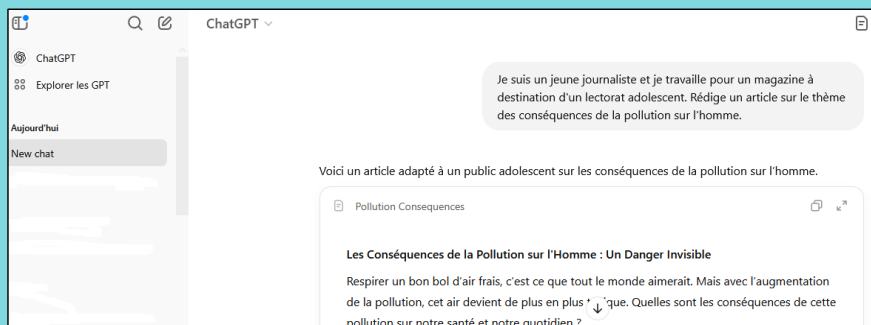 ChatGPT
ChatGPT
Explorer les GPT
Aujourd'hui
New chat
Je suis un jeune journaliste et je travaille pour un magazine à
destination d'un lectorat adolescent. Rédige un article sur le thème
des conséquences de la pollution sur l'homme.
Voici un article adapté à un public adolescent sur les conséquences de la pollution sur l'homme.
Pollution Consequences
Les Conséquences de la Pollution sur l'Homme : Un Danger Invisible
Respirer un bon bol d'air frais, c'est ce que tout le monde aimerait. Mais avec l'augmentation
de la pollution, cet air devient de plus en plus Quelles sont les conséquences de cette
pollution sur notre santé et notre quotidien ?